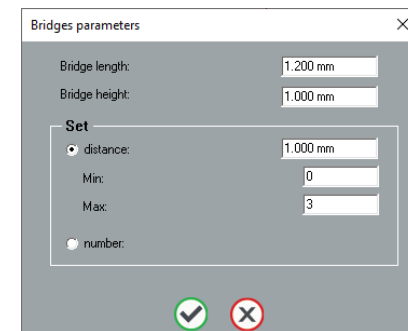 Bridges parameters
Bridge length: 1.200 mm
Bridge height: 1.000 mm
Set
distance: 1.000 mm
Min: 0
Max: 3
number: